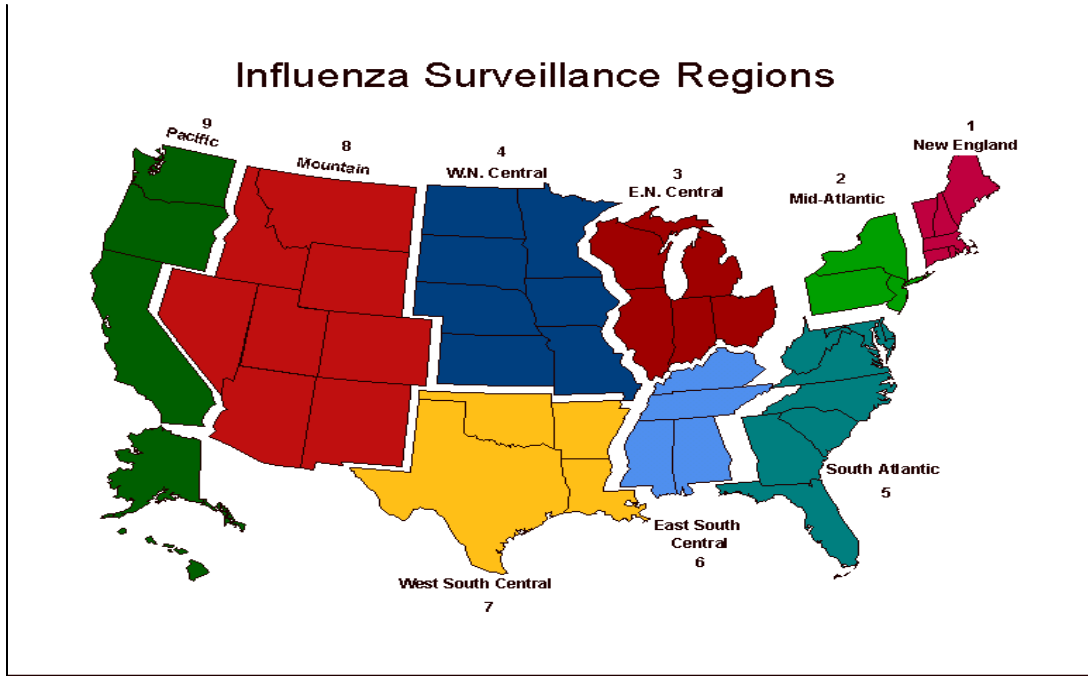 Influenza Surveillance Regions
9
Pacific
8
Mountain
4
W.N. Central
3
E.N. Central
2
Mid-Atlantic
1
New England
South Atlantic
5
East South
Central
6
West South Central
7